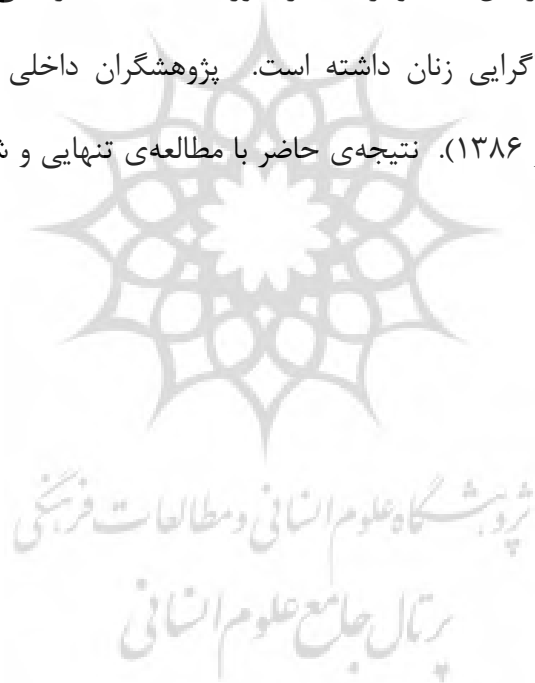 گرایی زنان داشته است. پژوهشگران داخلی
۱۳۸۶). نتیجه‌ی حاضر با مطالعه‌ی تنهایی و
پژوهشگاه علوم انسانی و مطالعات فرهنگی
پرتال جامع علوم انسانی